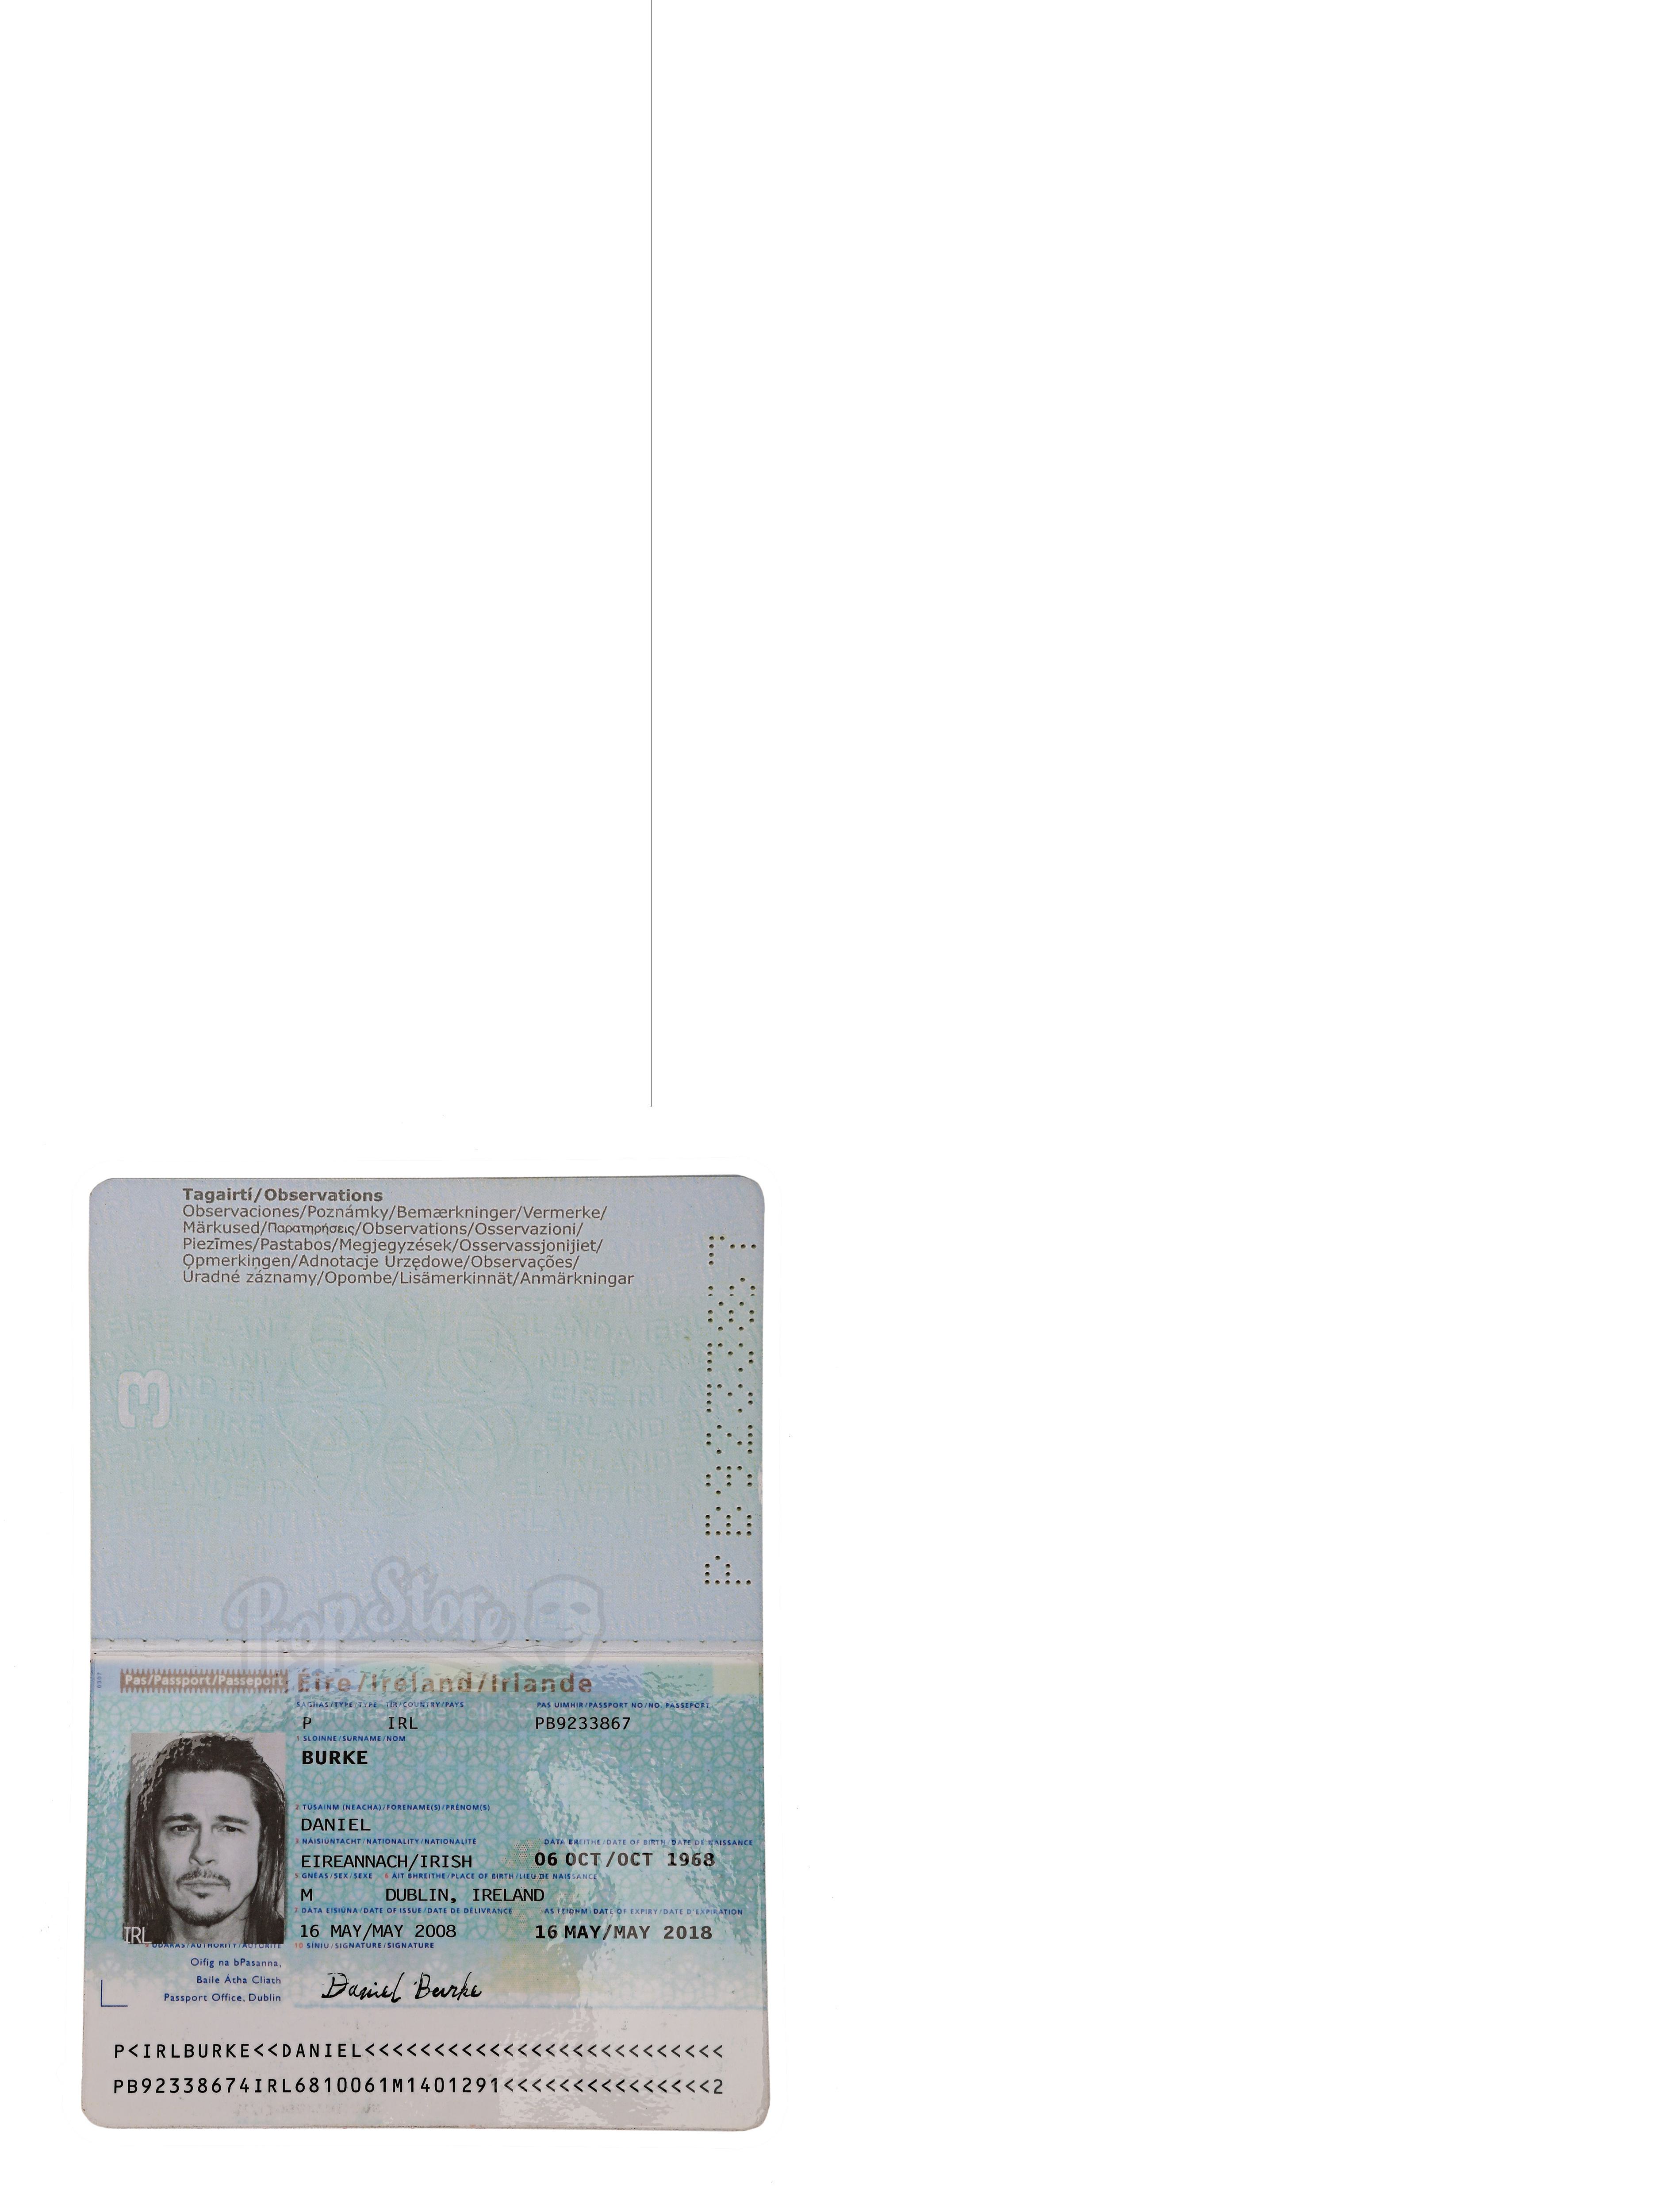 Tagairtí/Observations
Observaciones/Poznámky/Bemærkninger/Vermerke/
Märkused/Παρατηρήσεις/Observations/Osservazioni/
Piezīmes/Pastabos/Megjegyzések/Osservassjonijiet/
Opmerkingen/Adnotacje Urzędowe/Observações/
Úradné záznamy/Opombe/Lisämerkinnät/Anmärkningar
3
Prop Store
Pas/Passport/Passeport Éire/Ireland/Irlande
SAGHAS/TYPE/TYPE TÍR/COUNTRY/PAYS PAS UIMHIR/PASSPORT NO/NO. PASSEPORT
P IRL PB9233867
1 SLOINNE/SURNAME/NOM
BURKE
2 TUSAINM (NEACHA)/FORENAME(S)/PRÉNOM(S)
DANIEL
3 NÁISIÚNTACHT/NATIONALITY/NATIONALITÉ DATA BREITHE/DATE OF BIRTH/DATE DE NAISSANCE
EIREANNACH/IRISH 06 OCT/OCT 1968
5 GNÉAS/SEX/SEXE 6 ÁIT BHREITHE/PLACE OF BIRTH/LIEU DE NAISSANCE
M DUBLIN, IRELAND
7 DATA EISIÚNA/DATE OF ISSUE/DATE DE DÉLIVRANCE DATE OF EXPIRY/DATE D'EXPIRATION
16 MAY/MAY 2008 16 MAY/MAY 2018
IRL
ÚDARÁS/AUTHORITY/AUTORITÉ 10 SÍNIÚ/SIGNATURE/SIGNATURE
Oifig na bPasanna,
Baile Átha Cliath
Passport Office, Dublin
Daniel Burke
P<IRLBURKE<<DANIEL<<<<<<<<<<<<<<<<<<<<<<<<<<
PB92338674IRL6810061M1401291<<<<<<<<<<<<<<<2